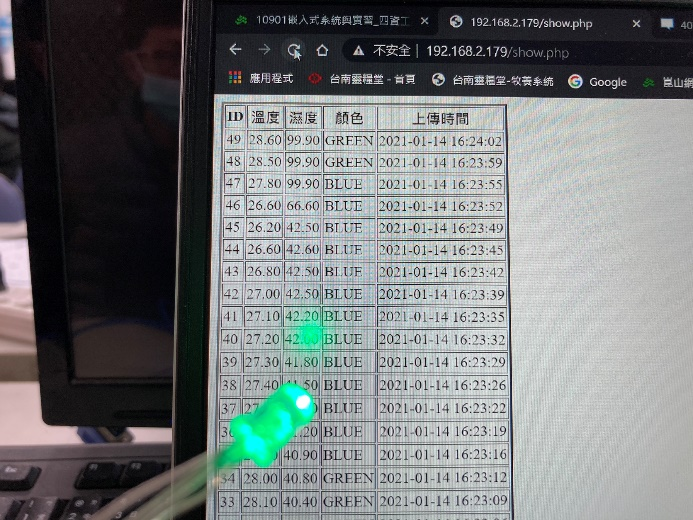 10901嵌入式系統與實習_四資工
192.168.2.179/show.php
40
不安全 | 192.168.2.179/show.php
應用程式 台南靈糧堂 - 首頁 台南靈糧堂-牧養系統 Google 崑山網
ID 溫度 濕度 顏色 上傳時間
49 28.60 99.90 GREEN 2021-01-14 16:24:02
48 28.50 99.90 GREEN 2021-01-14 16:23:59
47 27.80 99.90 BLUE 2021-01-14 16:23:55
46 26.60 66.60 BLUE 2021-01-14 16:23:52
45 26.20 42.50 BLUE 2021-01-14 16:23:49
44 26.60 42.60 BLUE 2021-01-14 16:23:45
43 26.80 42.50 BLUE 2021-01-14 16:23:42
42 27.00 42.50 BLUE 2021-01-14 16:23:39
41 27.10 42.20 BLUE 2021-01-14 16:23:35
40 27.20 BLUE 2021-01-14 16:23:32
39 27.30 41.80 BLUE 2021-01-14 16:23:29
38 27.40 BLUE 2021-01-14 16:23:26
37 BLUE 2021-01-14 16:23:22
BLUE 2021-01-14 16:23:19
40.90 BLUE 2021-01-14 16:23:16
34 28.00 40.80 GREEN 2021-01-14 16:23:12
33 28.10 40.40 GREEN 2021-01-14 16:23:09